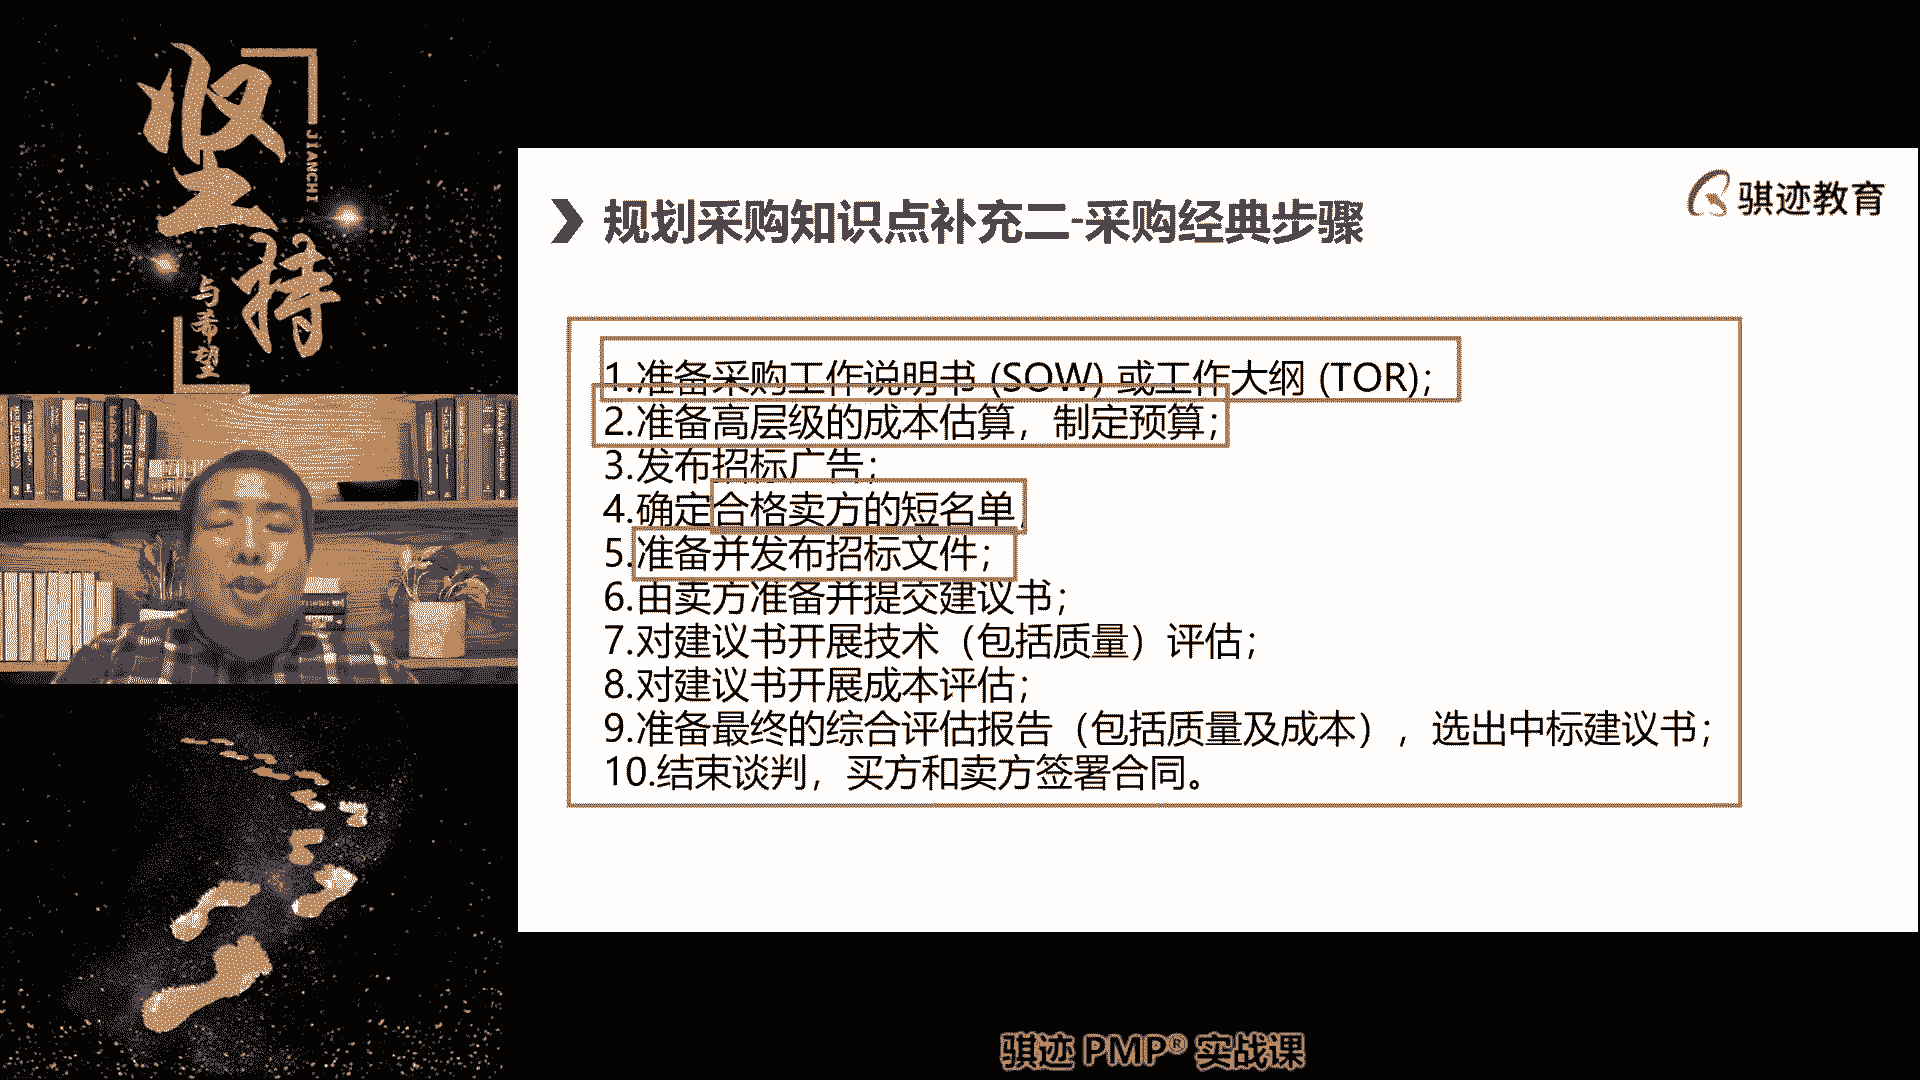 坚持
JIANCHI
与希望
骐迹教育
规划采购知识点补充二-采购经典步骤
1.准备采购工作说明书 (SOW) 或工作大纲 (TOR)；
2.准备高层级的成本估算，制定预算；
3.发布招标广告；
4.确定合格卖方的短名单
5.准备并发布招标文件；
6.由卖方准备并提交建议书；
7.对建议书开展技术（包括质量）评估；
8.对建议书开展成本评估；
9.准备最终的综合评估报告（包括质量及成本），选出中标建议书；
10.结束谈判，买方和卖方签署合同。
骐迹 PMP® 实战课